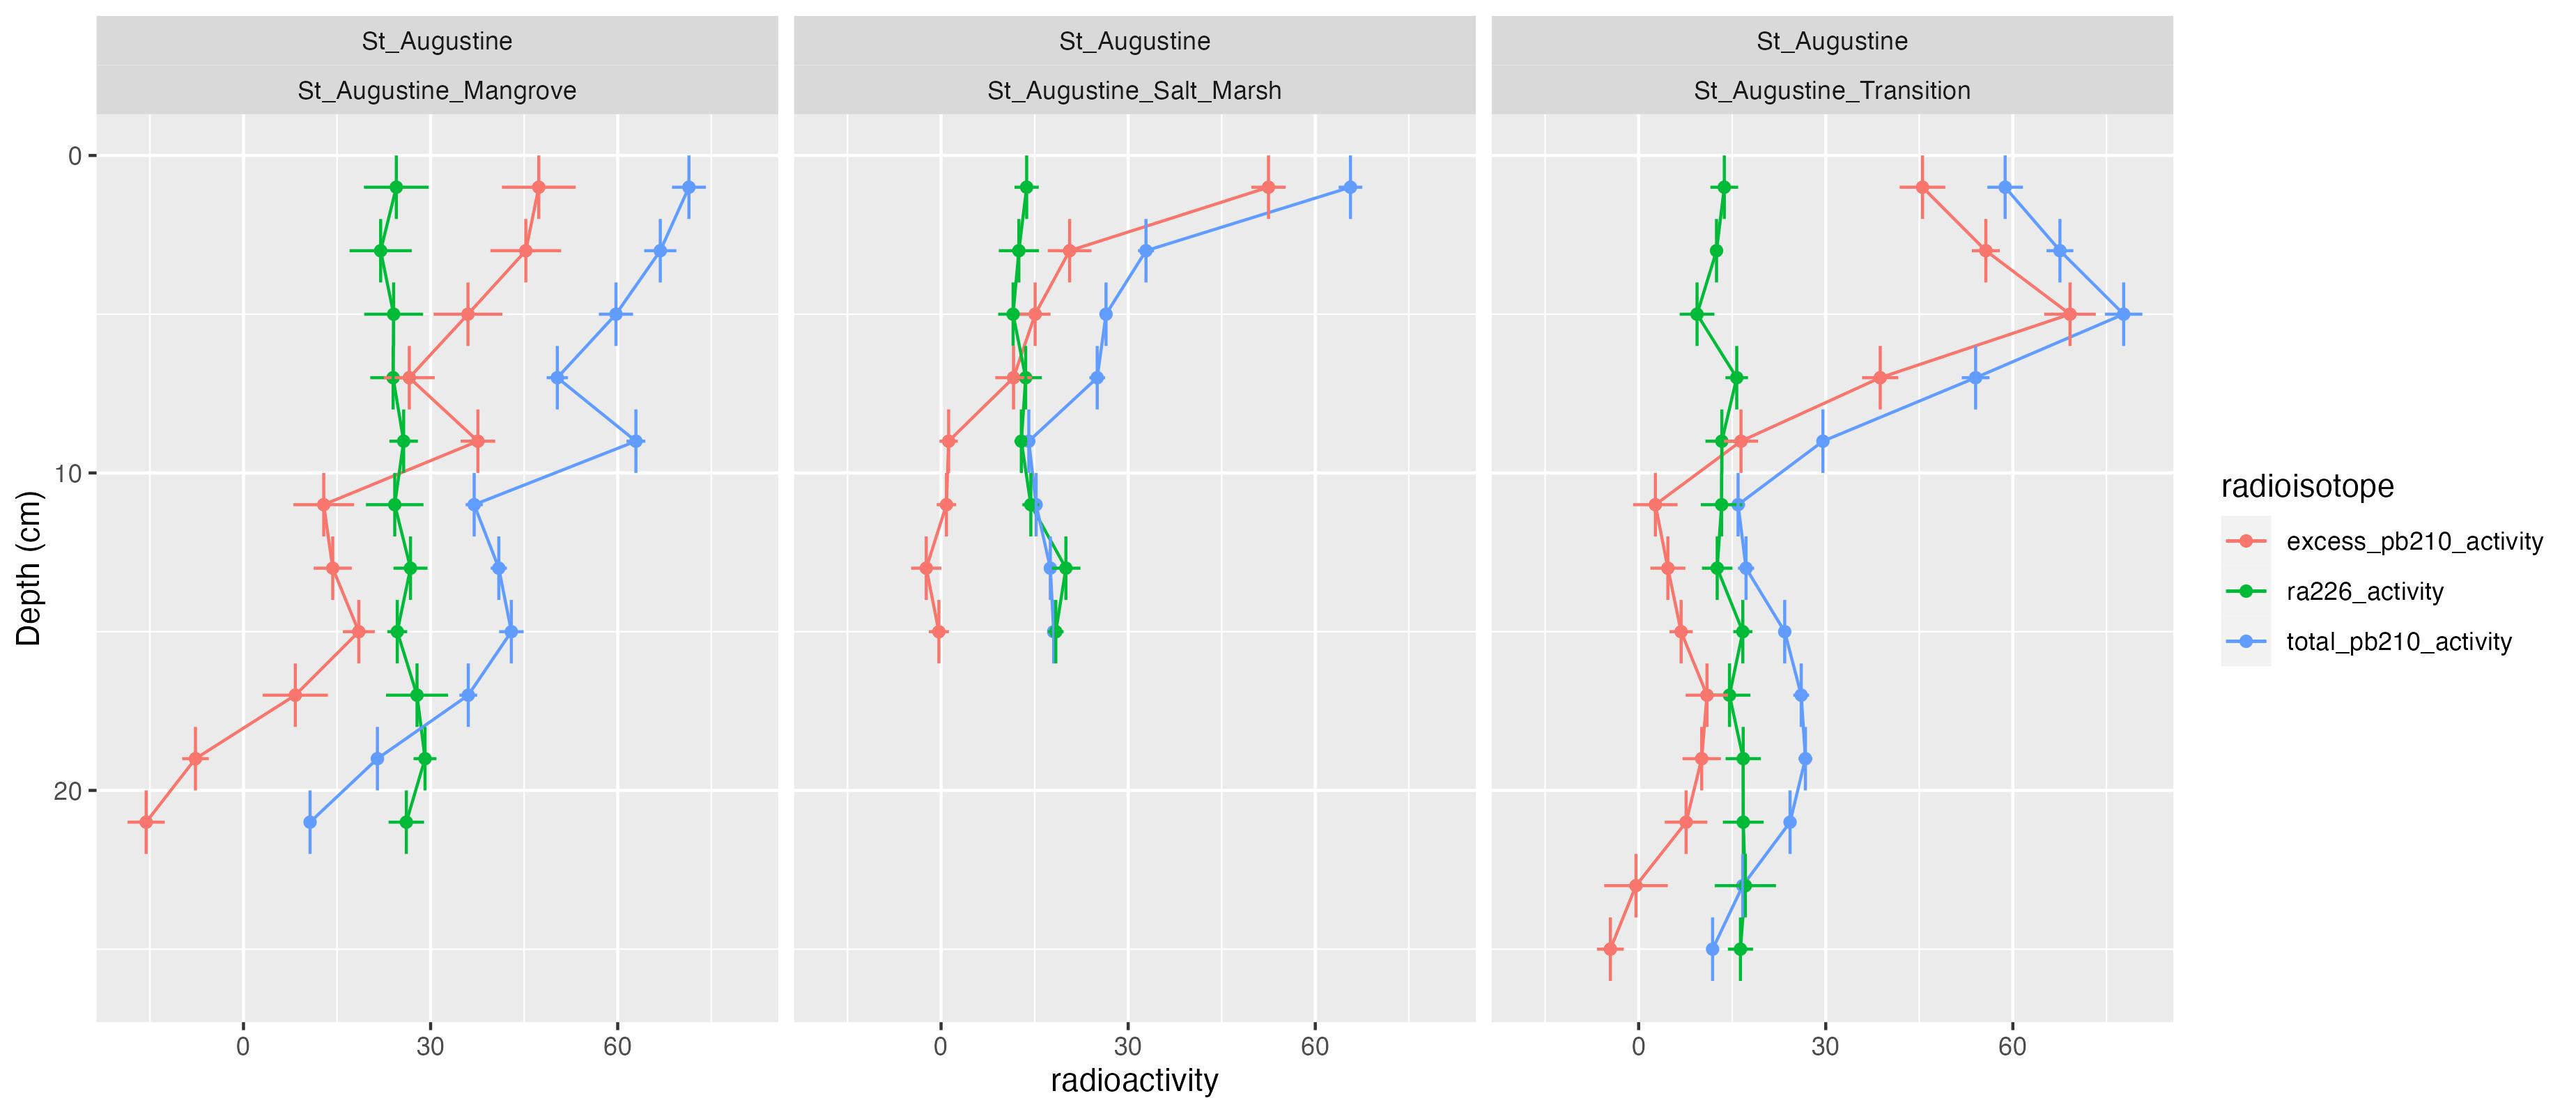 St_Augustine
St_Augustine
St_Augustine
St_Augustine_Mangrove
St_Augustine_Salt_Marsh
St_Augustine_Transition
0
10
20
Depth (cm)
0
30
60
0
30
60
0
30
60
radioactivity
radioisotope
excess_pb210_activity
ra226_activity
total_pb210_activity